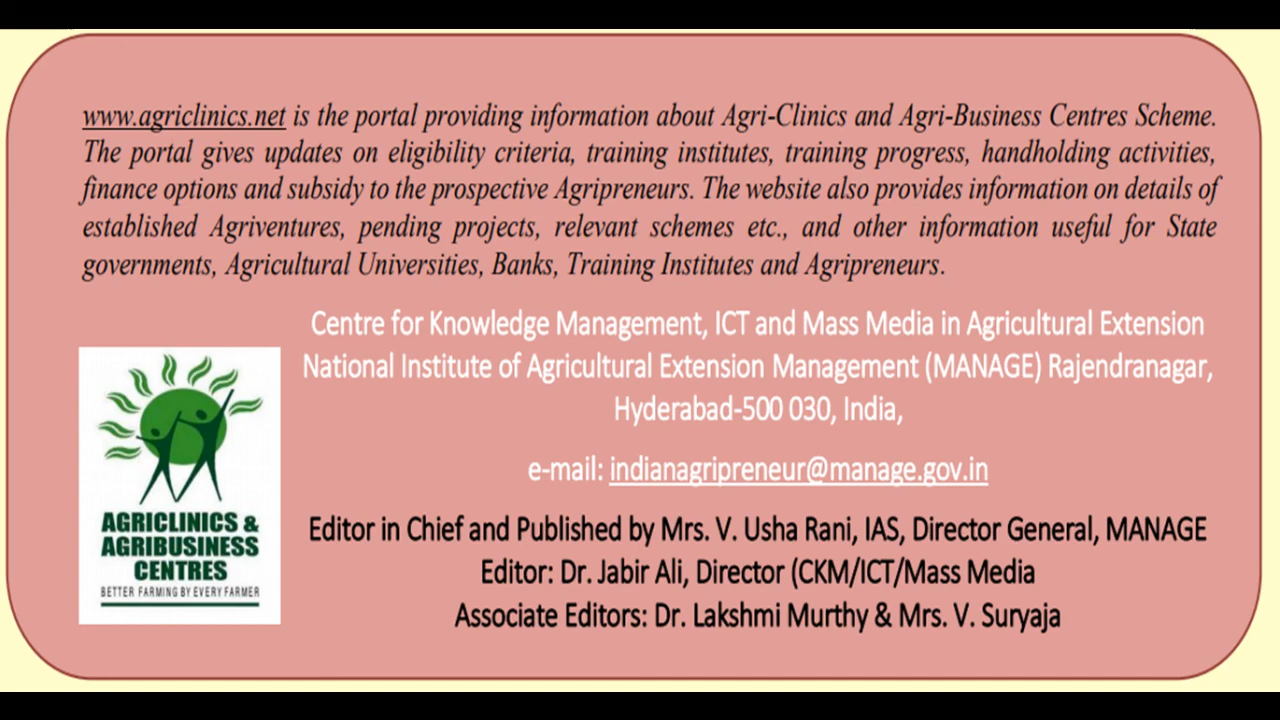 www.agriclinics.net is the portal providing information about Agri-Clinics and Agri-Business Centres Scheme.
The portal gives updates on eligibility criteria, training institutes, training progress, handholding activities,
finance options and subsidy to the prospective Agripreneurs. The website also provides information on details of
established Agriventures, pending projects, relevant schemes etc., and other information useful for State
governments, Agricultural Universities, Banks, Training Institutes and Agripreneurs.
Centre for Knowledge Management, ICT and Mass Media in Agricultural Extension
National Institute of Agricultural Extension Management (MANAGE) Rajendranagar,
Hyderabad-500 030, India,
e-mail: indianagripreneur@manage.gov.in
Editor in Chief and Published by Mrs. V. Usha Rani, IAS, Director General, MANAGE
Editor: Dr. Jabir Ali, Director (CKM/ICT/Mass Media
Associate Editors: Dr. Lakshmi Murthy & Mrs. V. Suryaja
AGRICLINICS &
AGRIBUSINESS
CENTRES
BETTER FARMING BY EVERY FARMER